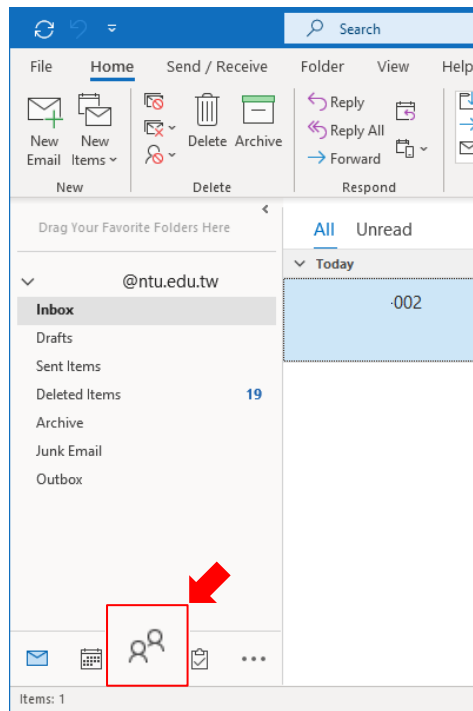 Search
File Home Send / Receive Folder View Help
New Email
New Items
Delete
Archive
Reply
Reply All
Forward
New
Delete
Respond
Drag Your Favorite Folders Here
All Unread
Today
@ntu.edu.tw
-002
Inbox
Drafts
Sent Items
Deleted Items 19
Archive
Junk Email
Outbox
Items: 1